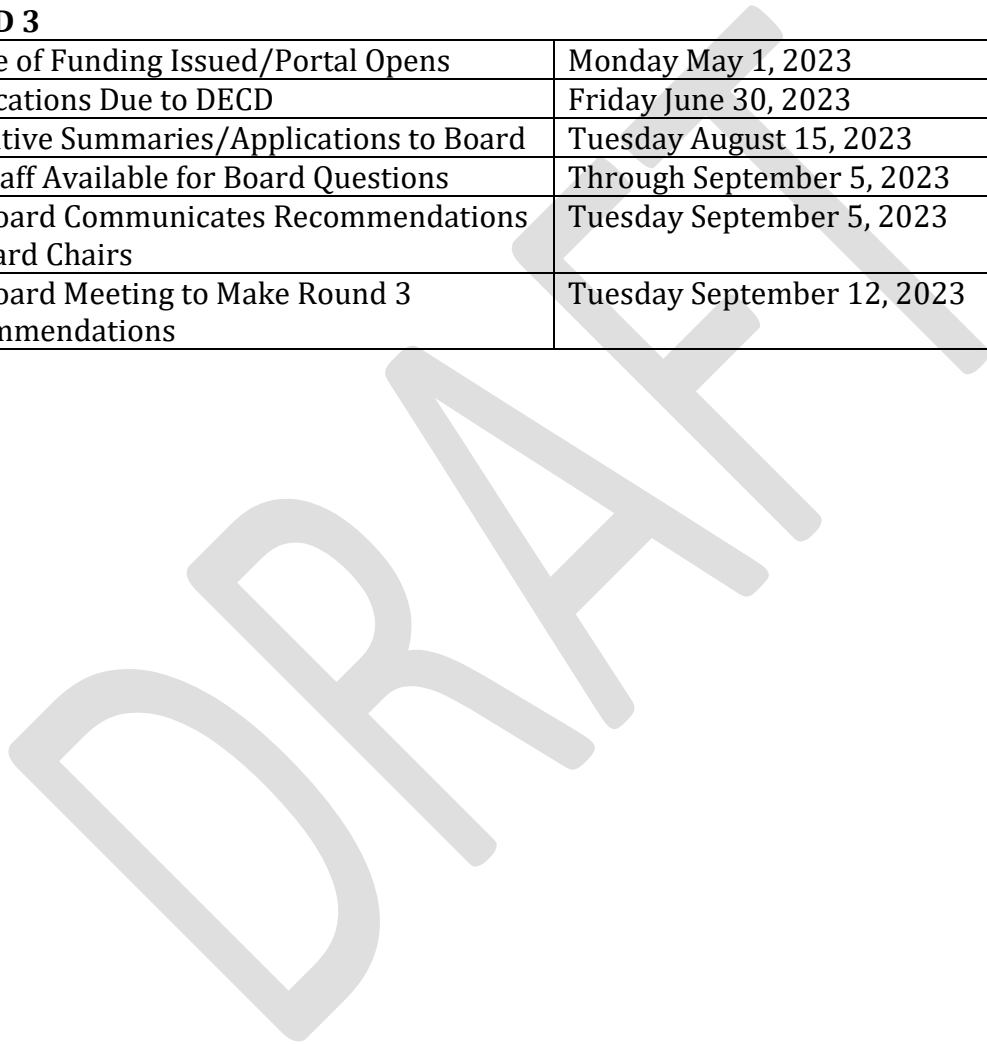 D 3
e of Funding Issued/Portal Opens Monday May 1, 2023
cations Due to DECD Friday June 30, 2023
tive Summaries/Applications to Board Tuesday August 15, 2023
aff Available for Board Questions Through September 5, 2023
oard Communicates Recommendations Tuesday September 5, 2023
ard Chairs
oard Meeting to Make Round 3 Tuesday September 12, 2023
mmendations
DRAFT